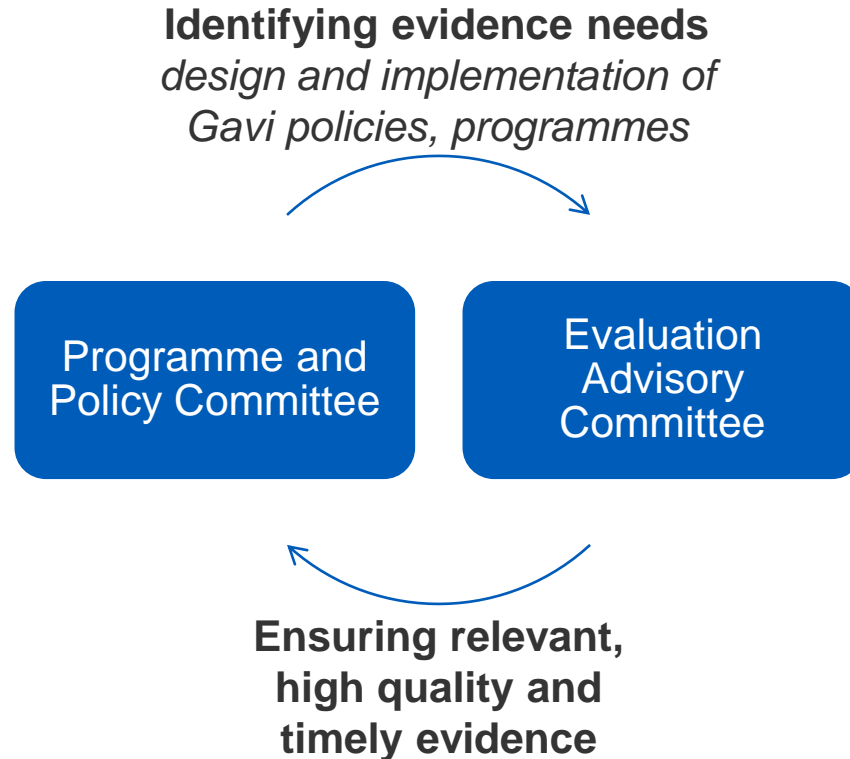 Identifying evidence needs
design and implementation of
Gavi policies, programmes
Programme and
Policy Committee
Evaluation
Advisory
Committee
Ensuring relevant,
high quality and
timely evidence